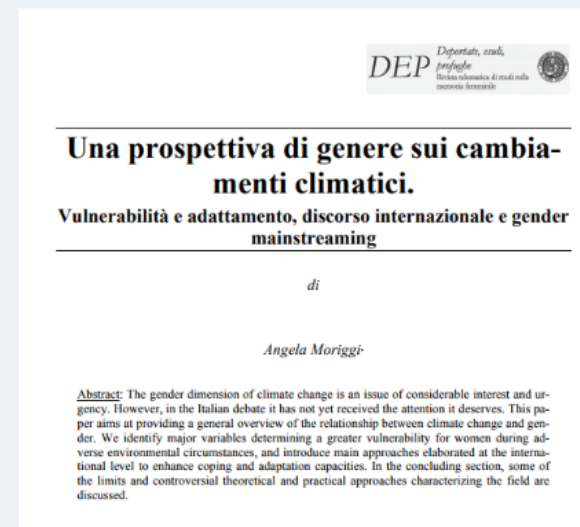 DEP
Deportate, esuli,
profughe
Rivista telematica di studi sulla
memoria femminile
Una prospettiva di genere sui cambia-
menti climatici.
Vulnerabilità e adattamento, discorso internazionale e gender
mainstreaming
di
Angela Moriggi
Abstract: The gender dimension of climate change is an issue of considerable interest and ur-
gency. However, in the Italian debate it has not yet received the attention it deserves. This pa-
per aims at providing a general overview of the relationship between climate change and gen-
der. We identify major variables determining a greater vulnerability for women during ad-
verse environmental circumstances, and introduce main approaches elaborated at the interna-
tional level to enhance coping and adaptation capacities. In the concluding section, some of
the limits and controversial theoretical and practical approaches characterizing the field are
discussed.